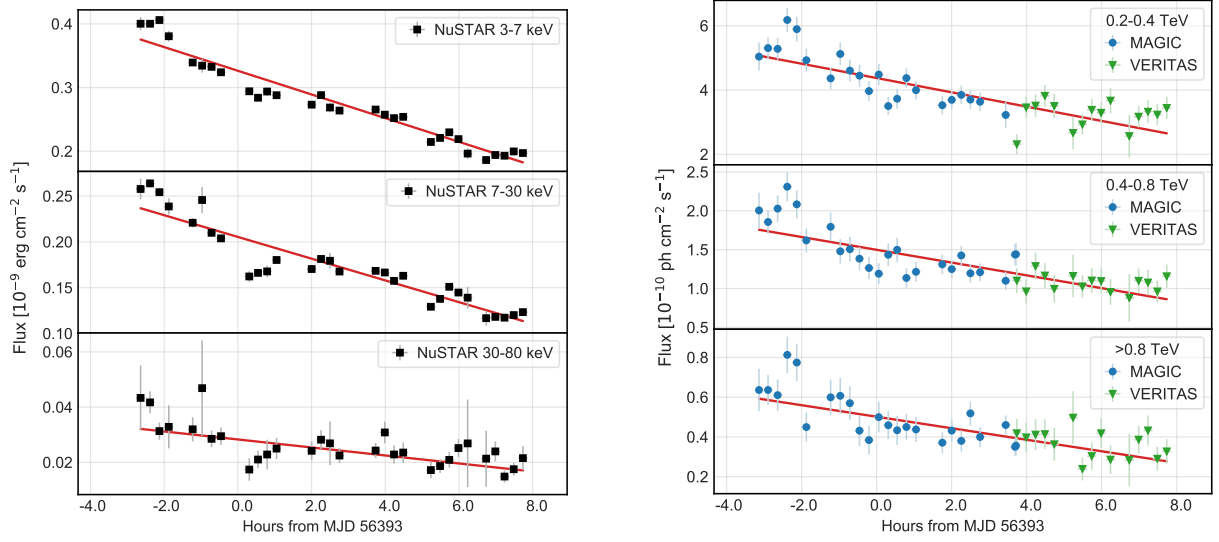 0.4
0.3
0.2
NuSTAR 3-7 keV
0.25
0.20
0.15
0.10
NuSTAR 7-30 keV
0.06
0.04
0.02
NuSTAR 30-80 keV
Flux [10⁻⁹ erg cm⁻² s⁻¹]
-4.0 -2.0 0.0 2.0 4.0 6.0 8.0
Hours from MJD 56393
6
4
2
0.2-0.4 TeV
MAGIC
VERITAS
2.5
2.0
1.5
1.0
0.5
0.4-0.8 TeV
MAGIC
VERITAS
0.8
0.6
0.4
0.2
>0.8 TeV
MAGIC
VERITAS
Flux [10⁻¹⁰ ph cm⁻² s⁻¹]
-4.0 -2.0 0.0 2.0 4.0 6.0 8.0
Hours from MJD 56393